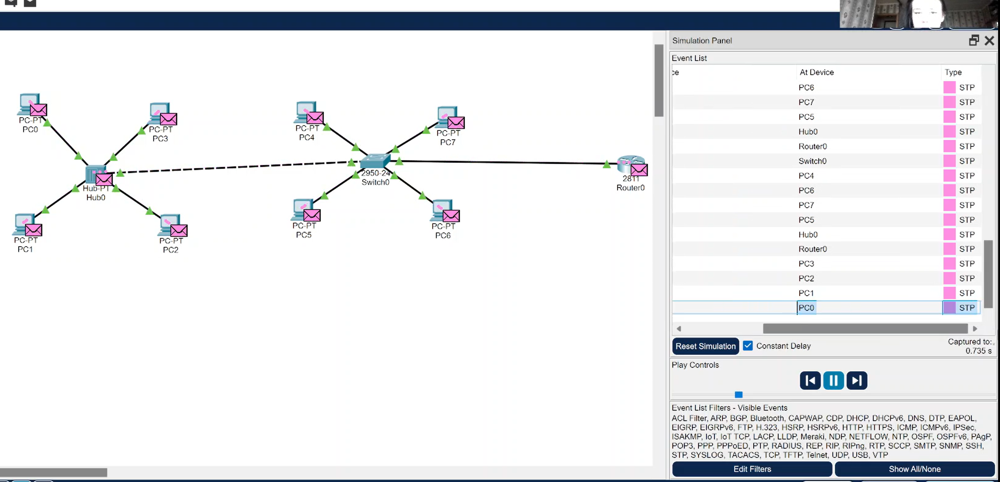 PC-PT
PC0
PC-PT
PC3
PC-PT
PC4
PC-PT
PC7
Hub-PT
Hub0
2950-24
Switch0
2811
Router0
PC-PT
PC1
PC-PT
PC2
PC-PT
PC5
PC-PT
PC6
Simulation Panel
Event List
ce At Device Type
PC6 STP
PC7 STP
PC5 STP
Hub0 STP
Router0 STP
Switch0 STP
PC4 STP
PC6 STP
PC7 STP
PC5 STP
Hub0 STP
Router0 STP
PC3 STP
PC2 STP
PC1 STP
PC0 STP
Reset Simulation Constant Delay Captured to:
0.735 s
Play Controls
Event List Filters - Visible Events
ACL Filter, ARP, BGP, Bluetooth, CAPWAP, CDP, DHCP, DHCPv6, DNS, DTP, EAPOL,
EIGRP, EIGRPv6, FTP, H.323, HSRP, HSRPv6, HTTP, HTTPS, ICMP, ICMPv6, IPSec,
ISAKMP, IoT, IoT TCP, LACP, LLDP, Meraki, NDP, NETFLOW, NTP, OSPF, OSPFv6, PAgP,
POP3, PPP, PPPoED, PTP, RADIUS, REP, RIP, RIPng, RTP, SCCP, SMTP, SNMP, SSH,
STP, SYSLOG, TACACS, TCP, TFTP, Telnet, UDP, USB, VTP
Edit Filters Show All/None